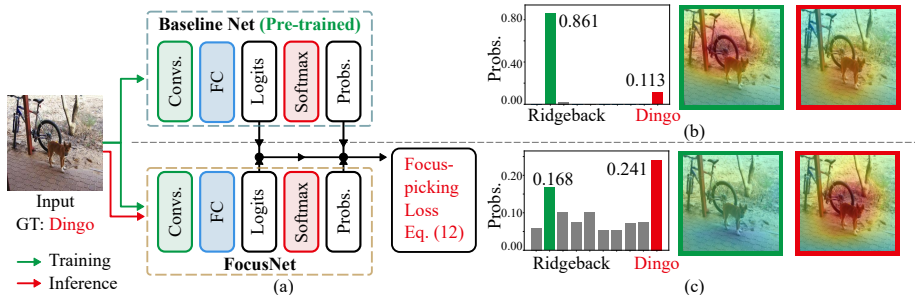 Baseline Net (Pre-trained)
Convs.
FC
Logits
Softmax
Probs.
Input
GT: Dingo
Training
Inference
Convs.
FC
Logits
Softmax
Probs.
FocusNet
(a)
Focus-
picking
Loss
Eq. (12)
Probs.
0.80
0.40
0.00
0.861
0.113
Ridgeback
Dingo
(b)
Probs.
0.20
0.10
0.00
0.168
0.241
Ridgeback
Dingo
(c)